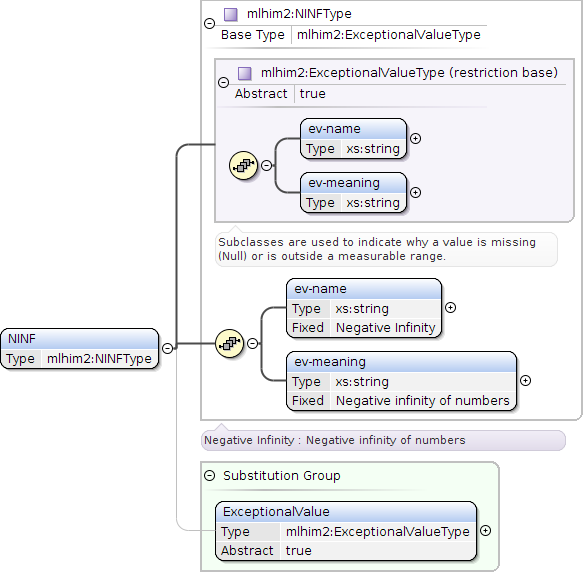 mlhim2:NINFType
Base Type mlhim2:ExceptionalValueType
mlhim2:ExceptionalValueType (restriction base)
Abstract true
ev-name
Type xs:string
ev-meaning
Type xs:string
Subclasses are used to indicate why a value is missing
(Null) or is outside a measurable range.
NINF
Type mlhim2:NINFType
ev-name
Type xs:string
Fixed Negative Infinity
ev-meaning
Type xs:string
Fixed Negative infinity of numbers
Negative Infinity : Negative infinity of numbers
Substitution Group
ExceptionalValue
Type mlhim2:ExceptionalValueType
Abstract true